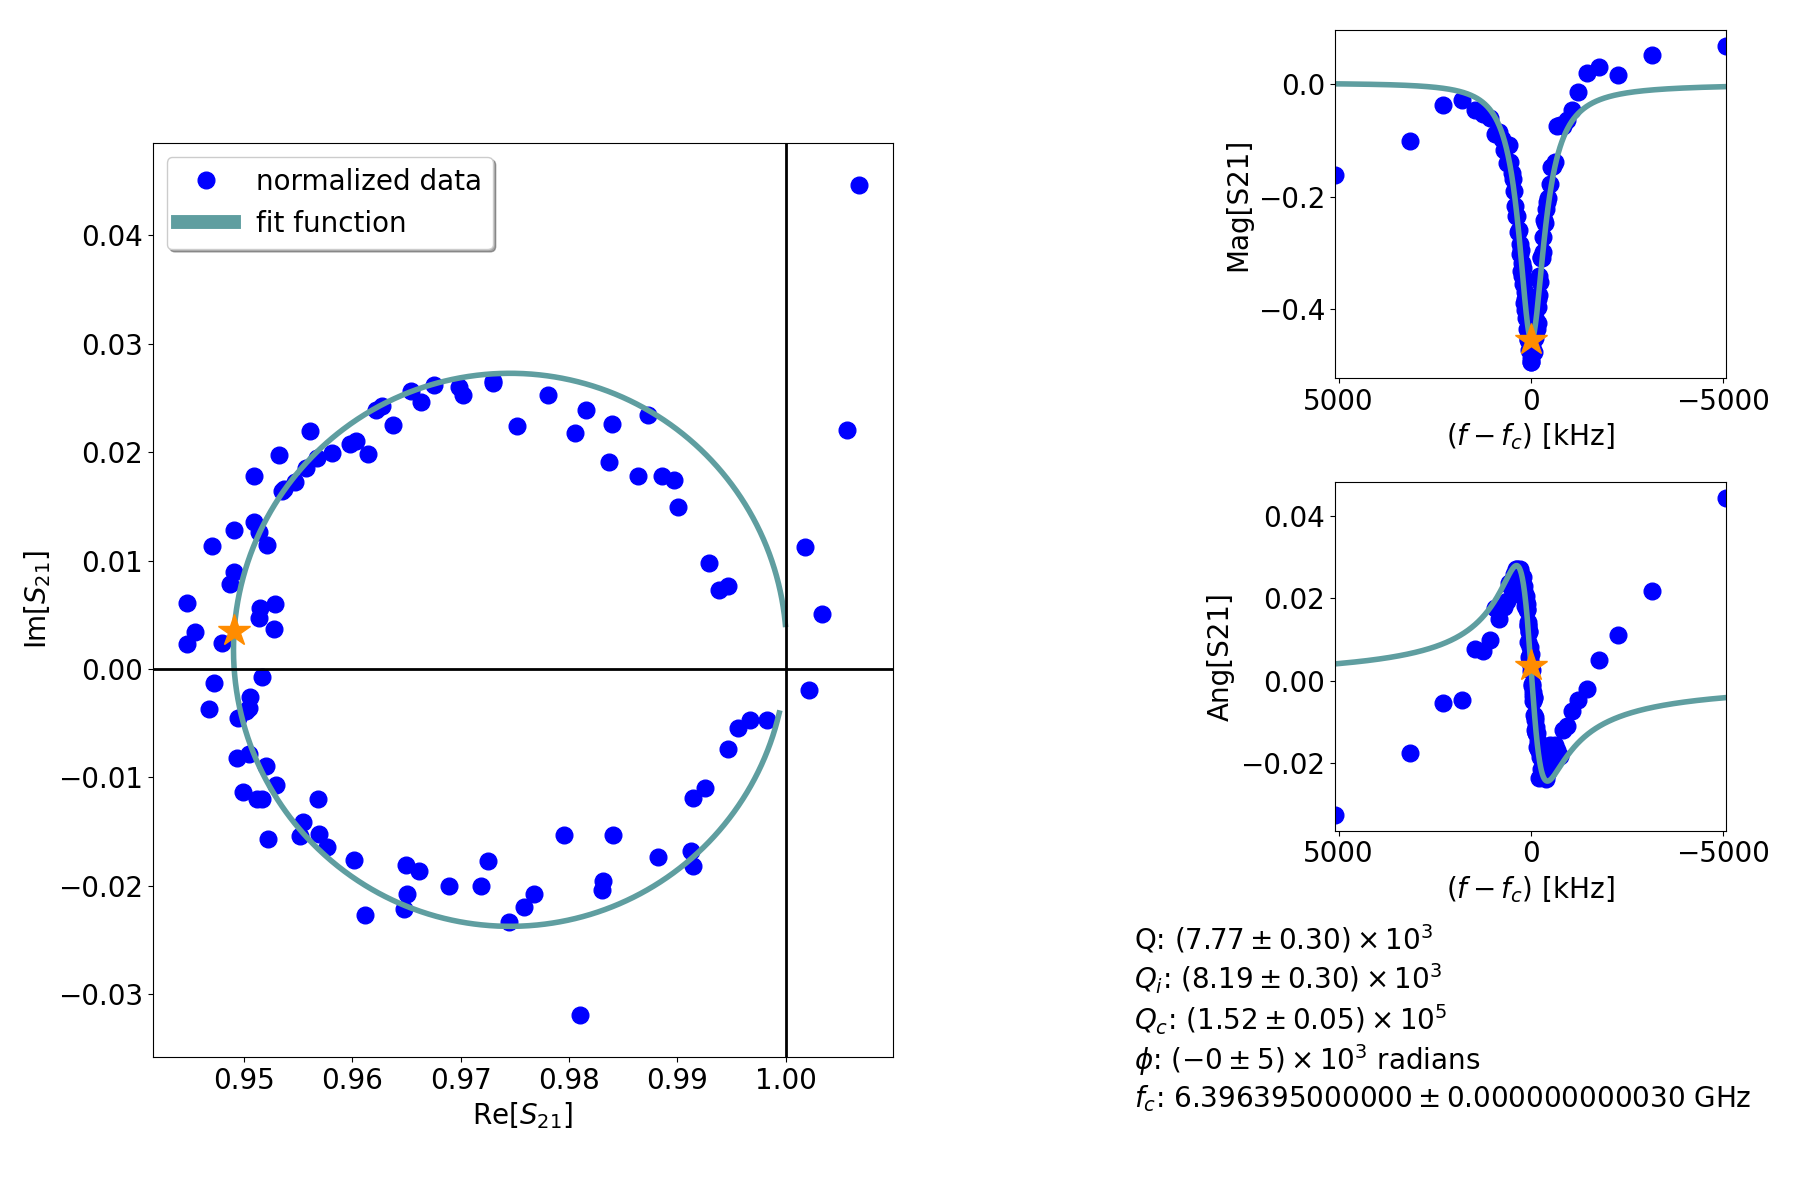 normalized data
fit function
0.04
0.03
0.02
0.01
0.00
−0.01
−0.02
−0.03
Im[S21]
0.95 0.96 0.97 0.98 0.99 1.00
Re[S21]
0.0
−0.2
−0.4
Mag[S21]
5000 0 −5000
(f − fc) [kHz]
0.04
0.02
0.00
−0.02
Ang[S21]
5000 0 −5000
(f − fc) [kHz]
Q: (7.77 ± 0.30) × 10³
Qi: (8.19 ± 0.30) × 10³
Qc: (1.52 ± 0.05) × 10⁵
ϕ: (−0 ± 5) × 10³ radians
fc: 6.396395000000 ± 0.000000000030 GHz